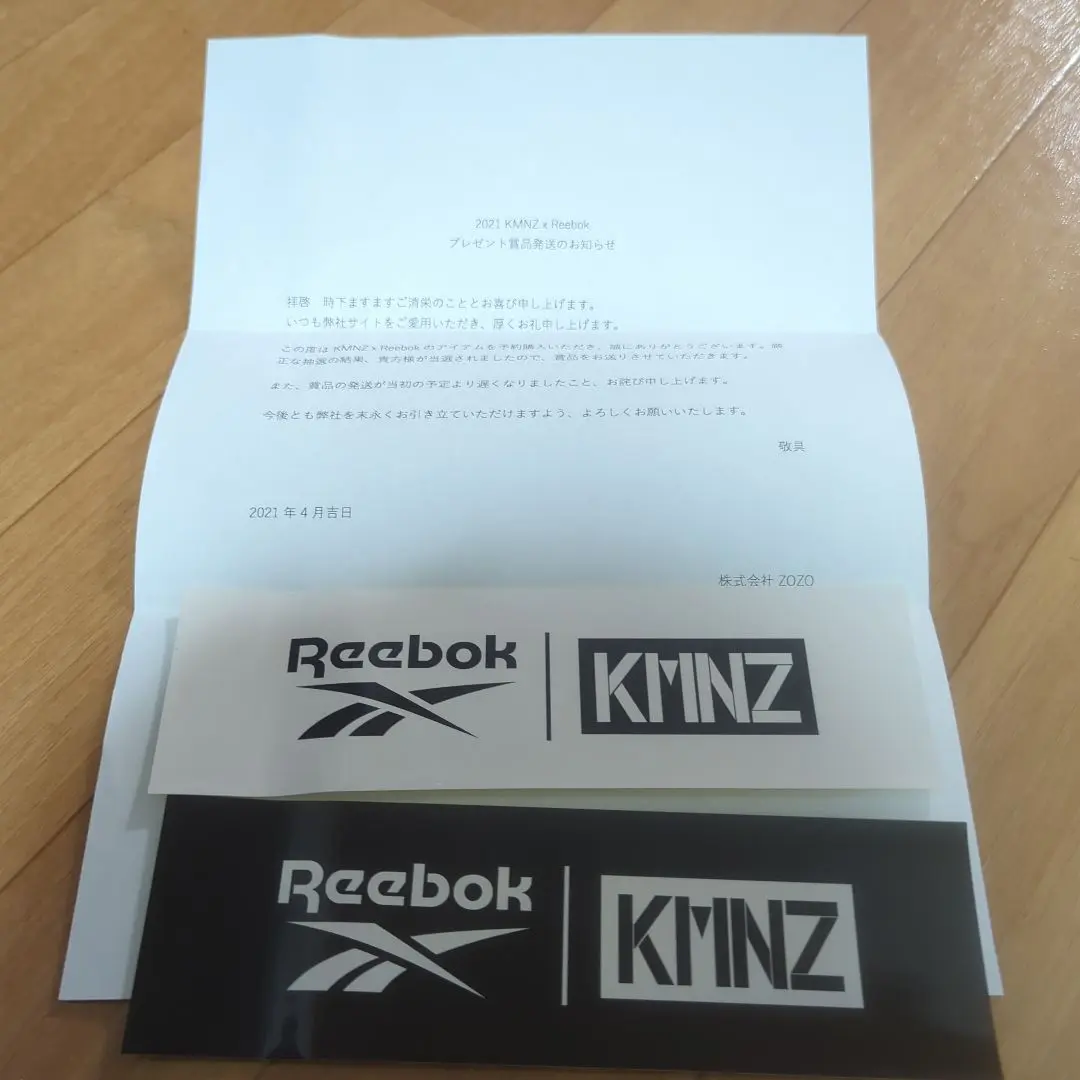 2021 KMNZ x Reebok
プレゼント賞品発送のお知らせ
拝啓　時下ますますご清栄のこととお喜び申し上げます。
いつも弊社サイトをご愛用いただき、厚くお礼申し上げます。
この度は KMNZ x Reebok のアイテムを予約購入いただき、誠にありがとうございます。厳
正な抽選の結果、貴方様が当選されましたので、賞品をお送りさせていただきます。
また、賞品の発送が当初の予定より遅くなりましたこと、お詫び申し上げます。
今後とも弊社を末永くお引き立ていただけますよう、よろしくお願いいたします。
敬具
2021 年 4 月吉日
株式会社 ZOZO
Reebok KMNZ
Reebok KMNZ